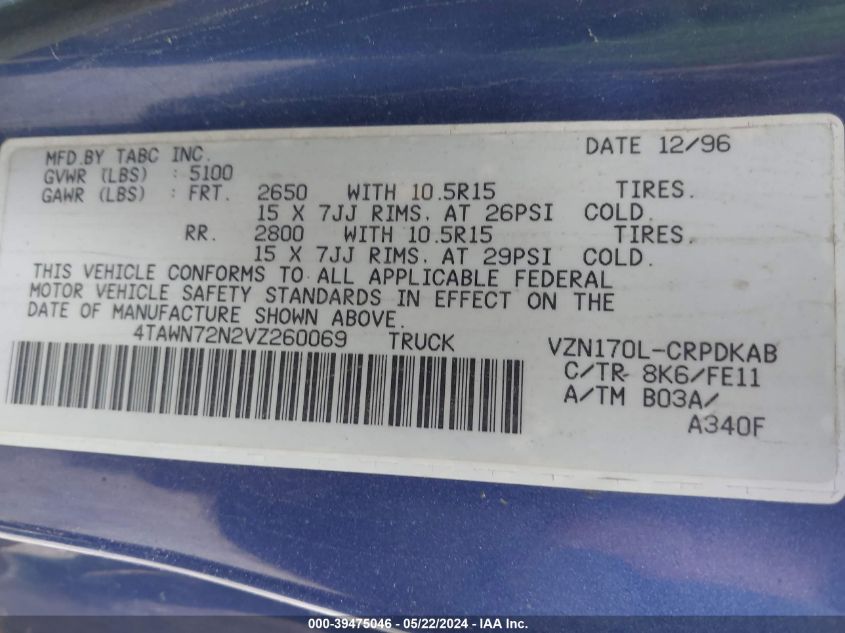 MFD.BY TABC INC. DATE 12/96
GVWR (LBS) : 5100
GAWR (LBS) : FRT. 2650 WITH 10.5R15 TIRES.
15 X 7JJ RIMS. AT 26PSI COLD.
RR. 2800 WITH 10.5R15 TIRES.
15 X 7JJ RIMS. AT 29PSI COLD.
THIS VEHICLE CONFORMS TO ALL APPLICABLE FEDERAL
MOTOR VEHICLE SAFETY STANDARDS IN EFFECT ON THE
DATE OF MANUFACTURE SHOWN ABOVE.
4TAWN72N2VZ260069 TRUCK VZN170L-CRPDKAB
C/TR 8K6/FE11
A/TM B03A/
A340F
000-39475046 - 05/22/2024 - IAA Inc.